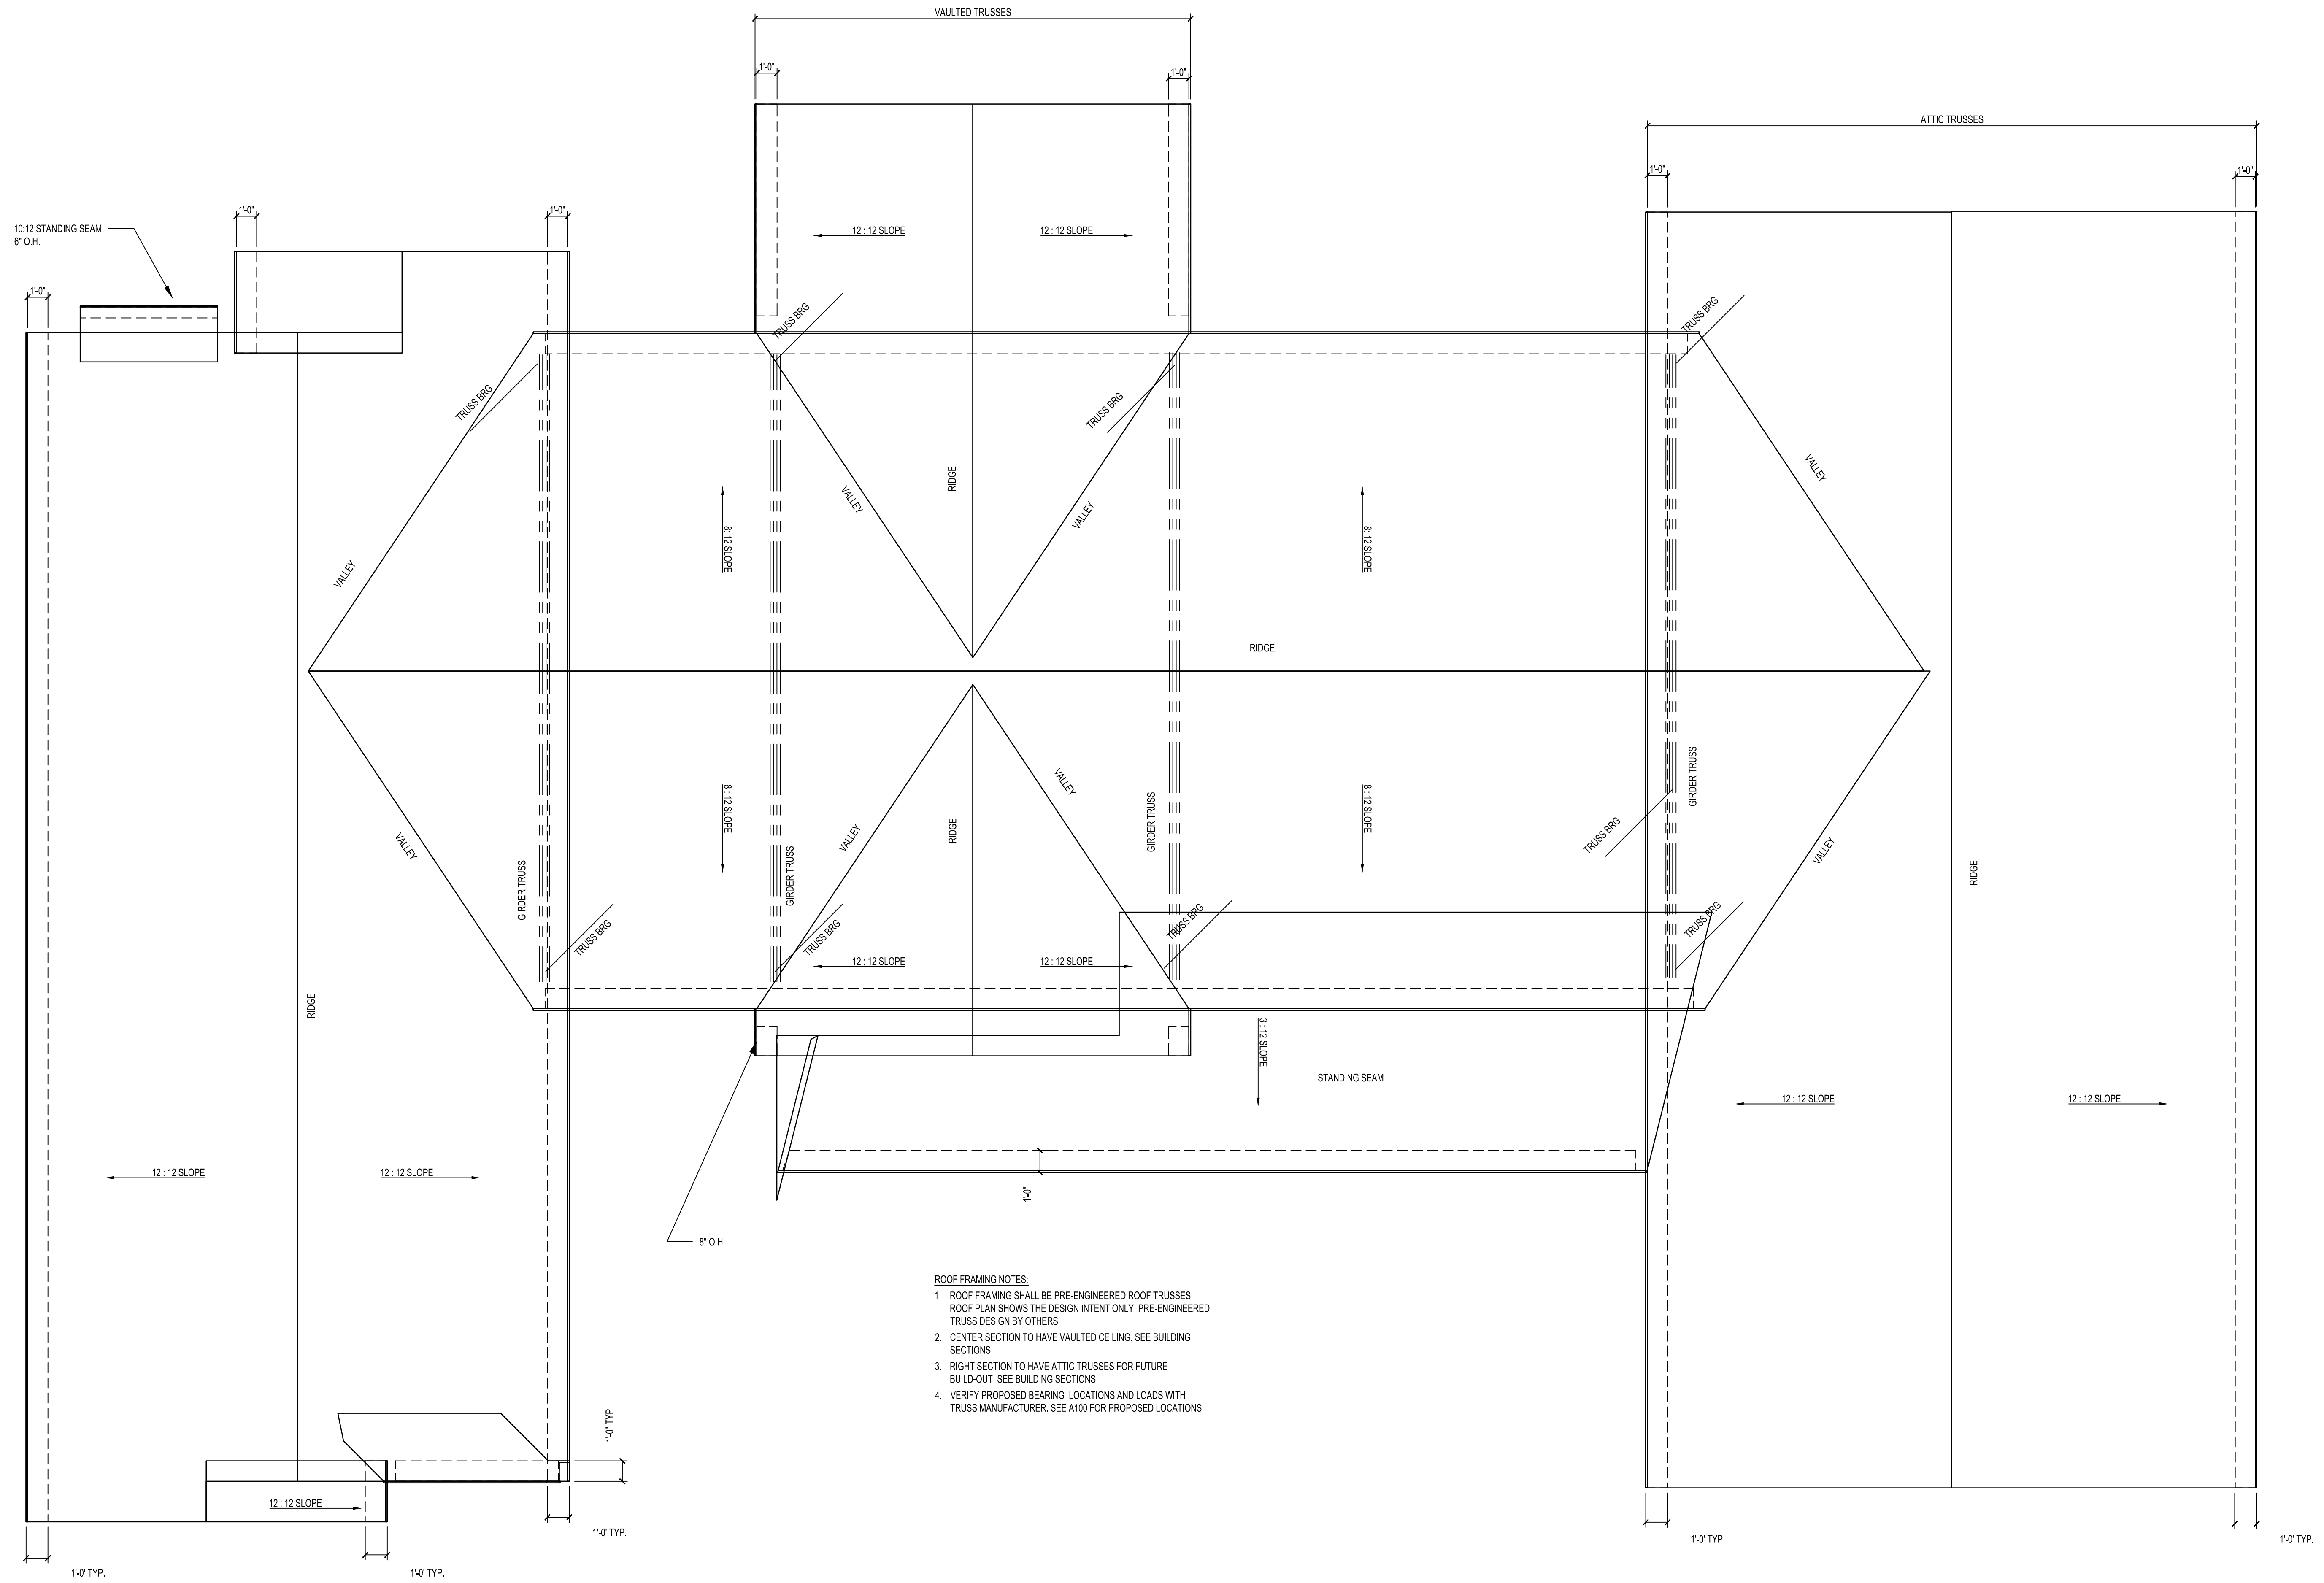 VAULTED TRUSSES
1'-0"
1'-0"
ATTIC TRUSSES
1'-0"
1'-0"
10:12 STANDING SEAM
6" O.H.
1'-0"
1'-0"
1'-0"
12 : 12 SLOPE
12 : 12 SLOPE
TRUSS BRG
TRUSS BRG
TRUSS BRG
TRUSS BRG
VALLEY
RIDGE
VALLEY
VALLEY
VALLEY
8: 12 SLOPE
8: 12 SLOPE
RIDGE
GIRDER TRUSS
8 : 12 SLOPE
8 : 12 SLOPE
VALLEY
VALLEY
RIDGE
VALLEY
GIRDER TRUSS
TRUSS BRG
VALLEY
GIRDER TRUSS
GIRDER TRUSS
RIDGE
TRUSS BRG
TRUSS BRG
TRUSS BRG
TRUSS BRG
12 : 12 SLOPE
12 : 12 SLOPE
RIDGE
3 : 12 SLOPE
STANDING SEAM
12 : 12 SLOPE
12 : 12 SLOPE
12 : 12 SLOPE
12 : 12 SLOPE
1'-0"
8" O.H.
ROOF FRAMING NOTES:
1. ROOF FRAMING SHALL BE PRE-ENGINEERED ROOF TRUSSES.
ROOF PLAN SHOWS THE DESIGN INTENT ONLY. PRE-ENGINEERED
TRUSS DESIGN BY OTHERS.
2. CENTER SECTION TO HAVE VAULTED CEILING. SEE BUILDING
SECTIONS.
3. RIGHT SECTION TO HAVE ATTIC TRUSSES FOR FUTURE
BUILD-OUT. SEE BUILDING SECTIONS.
4. VERIFY PROPOSED BEARING LOCATIONS AND LOADS WITH
TRUSS MANUFACTURER. SEE A100 FOR PROPOSED LOCATIONS.
1'-0" TYP
12 : 12 SLOPE
1'-0' TYP.
1'-0' TYP.
1'-0' TYP.
1'-0' TYP.
1'-0' TYP.